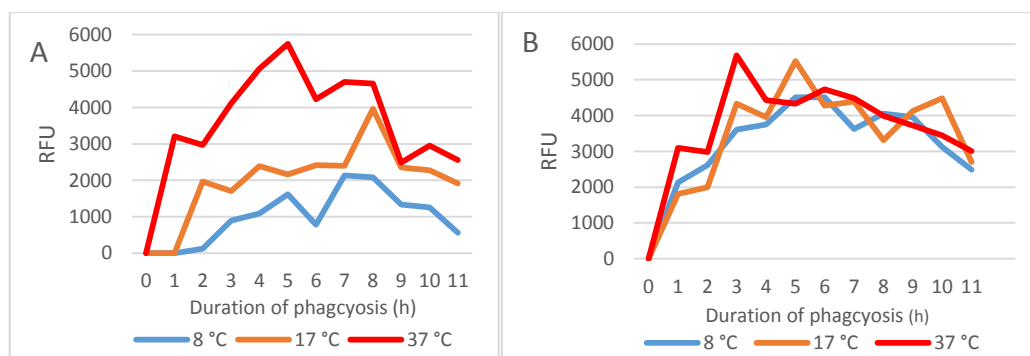 A
RFU
6000
5000
4000
3000
2000
1000
0
0 1 2 3 4 5 6 7 8 9 10 11
Duration of phagcyosis (h)
8 °C 17 °C 37 °C
B
RFU
6000
5000
4000
3000
2000
1000
0
0 1 2 3 4 5 6 7 8 9 10 11
Duration of phagcyosis (h)
8 °C 17 °C 37 °C